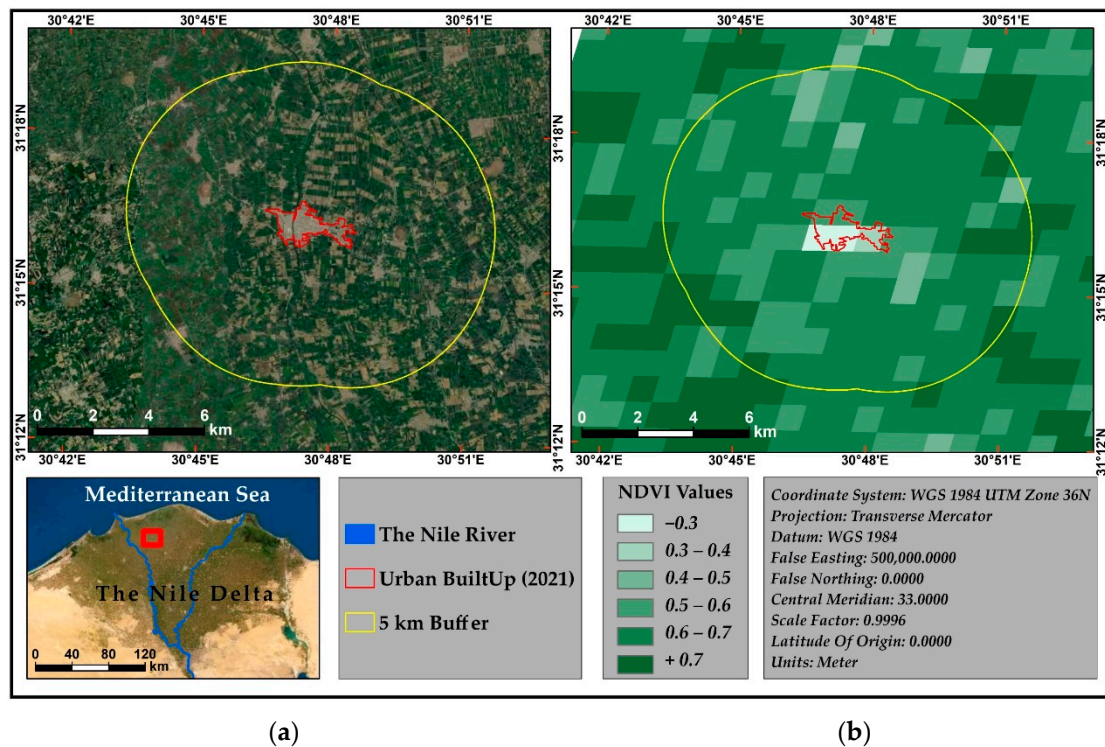 30°42'E 30°45'E 30°48'E 30°51'E 30°42'E 30°45'E 30°48'E 30°51'E
31°18'N 31°18'N 31°18'N 31°18'N
31°15'N 31°15'N 31°15'N 31°15'N
31°12'N 31°12'N 31°12'N 31°12'N
0 2 4 6
km
0 2 4 6
km
30°42'E 30°45'E 30°48'E 30°51'E 30°42'E 30°45'E 30°48'E 30°51'E
Mediterranean Sea
The Nile Delta
0 40 80 120
km
The Nile River
Urban BuiltUp (2021)
5 km Buffer
NDVI Values
–0.3
0.3 – 0.4
0.4 – 0.5
0.5 – 0.6
0.6 – 0.7
+ 0.7
Coordinate System: WGS 1984 UTM Zone 36N
Projection: Transverse Mercator
Datum: WGS 1984
False Easting: 500,000.0000
False Northing: 0.0000
Central Meridian: 33.0000
Scale Factor: 0.9996
Latitude Of Origin: 0.0000
Units: Meter
(a) (b)